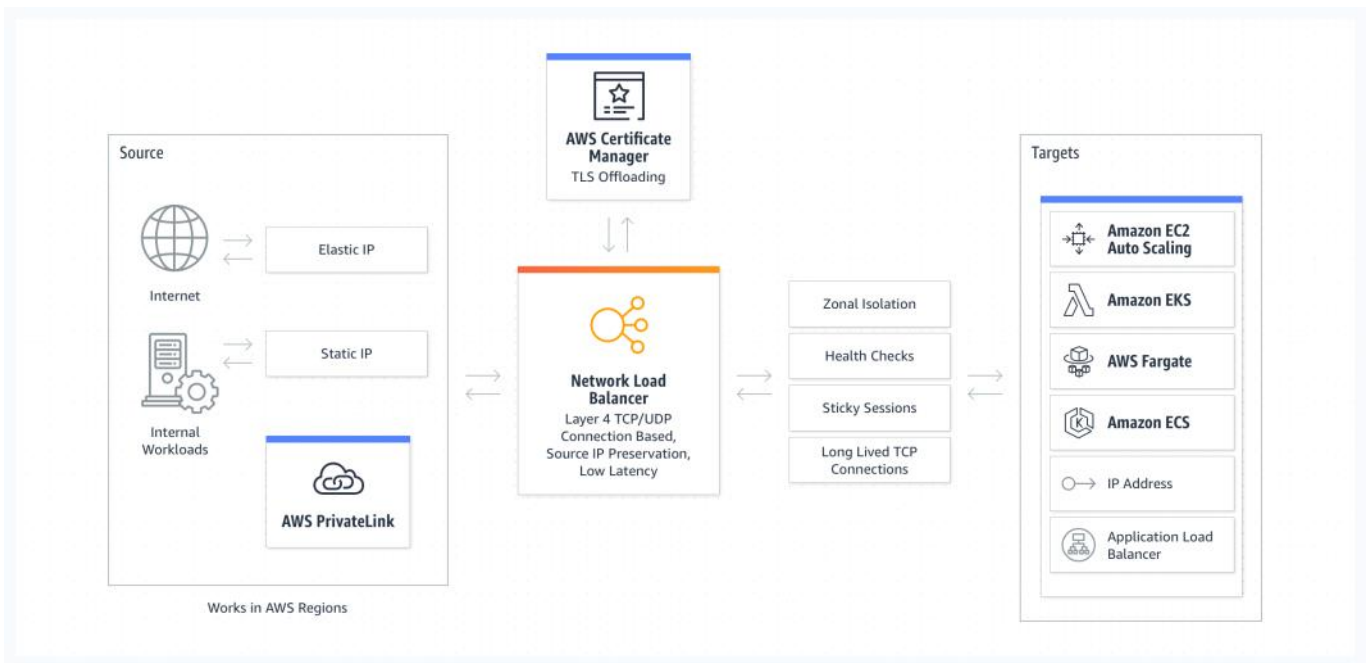 Source
Internet
Elastic IP
Internal
Workloads
Static IP
AWS PrivateLink
Works in AWS Regions
AWS Certificate
Manager
TLS Offloading
Network Load
Balancer
Layer 4 TCP/UDP
Connection Based,
Source IP Preservation,
Low Latency
Zonal Isolation
Health Checks
Sticky Sessions
Long Lived TCP
Connections
Targets
Amazon EC2
Auto Scaling
Amazon EKS
AWS Fargate
K
Amazon ECS
IP Address
Application Load
Balancer